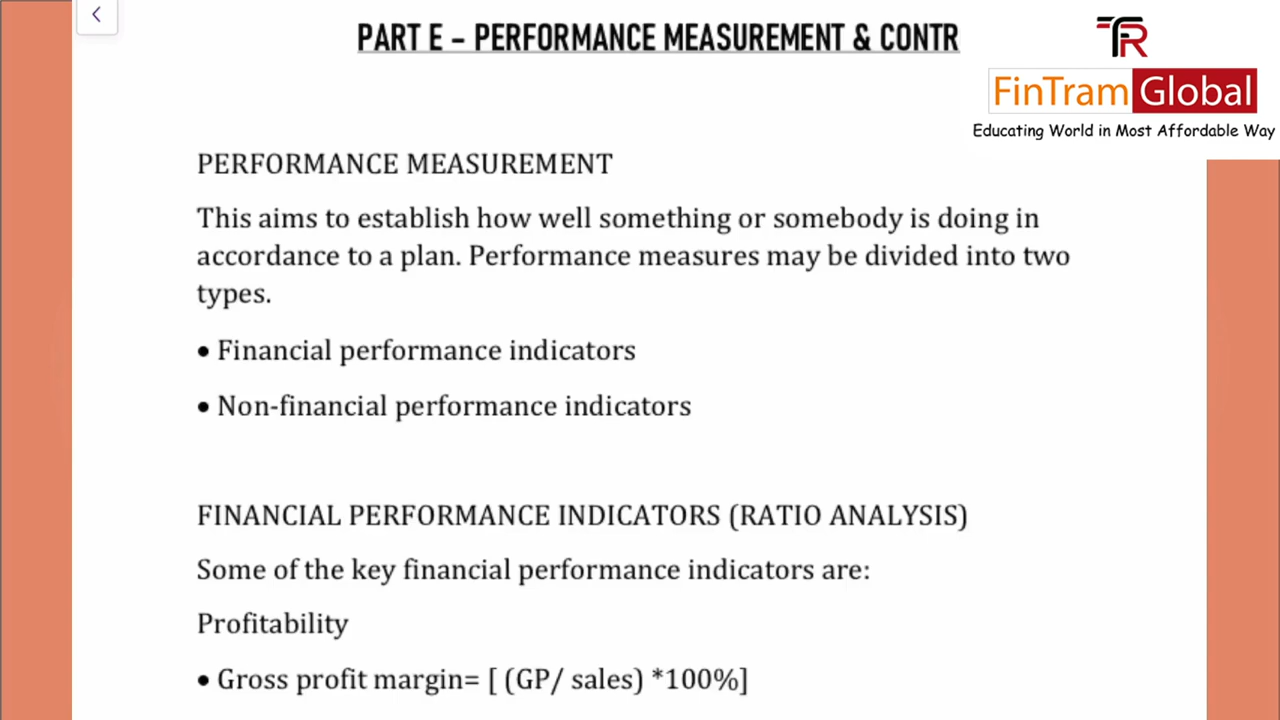 PART E – PERFORMANCE MEASUREMENT & CONTR
TFR
FinTram Global
Educating World in Most Affordable Way
PERFORMANCE MEASUREMENT
This aims to establish how well something or somebody is doing in
accordance to a plan. Performance measures may be divided into two
types.
• Financial performance indicators
• Non-financial performance indicators
FINANCIAL PERFORMANCE INDICATORS (RATIO ANALYSIS)
Some of the key financial performance indicators are:
Profitability
• Gross profit margin= [ (GP/ sales) *100%]